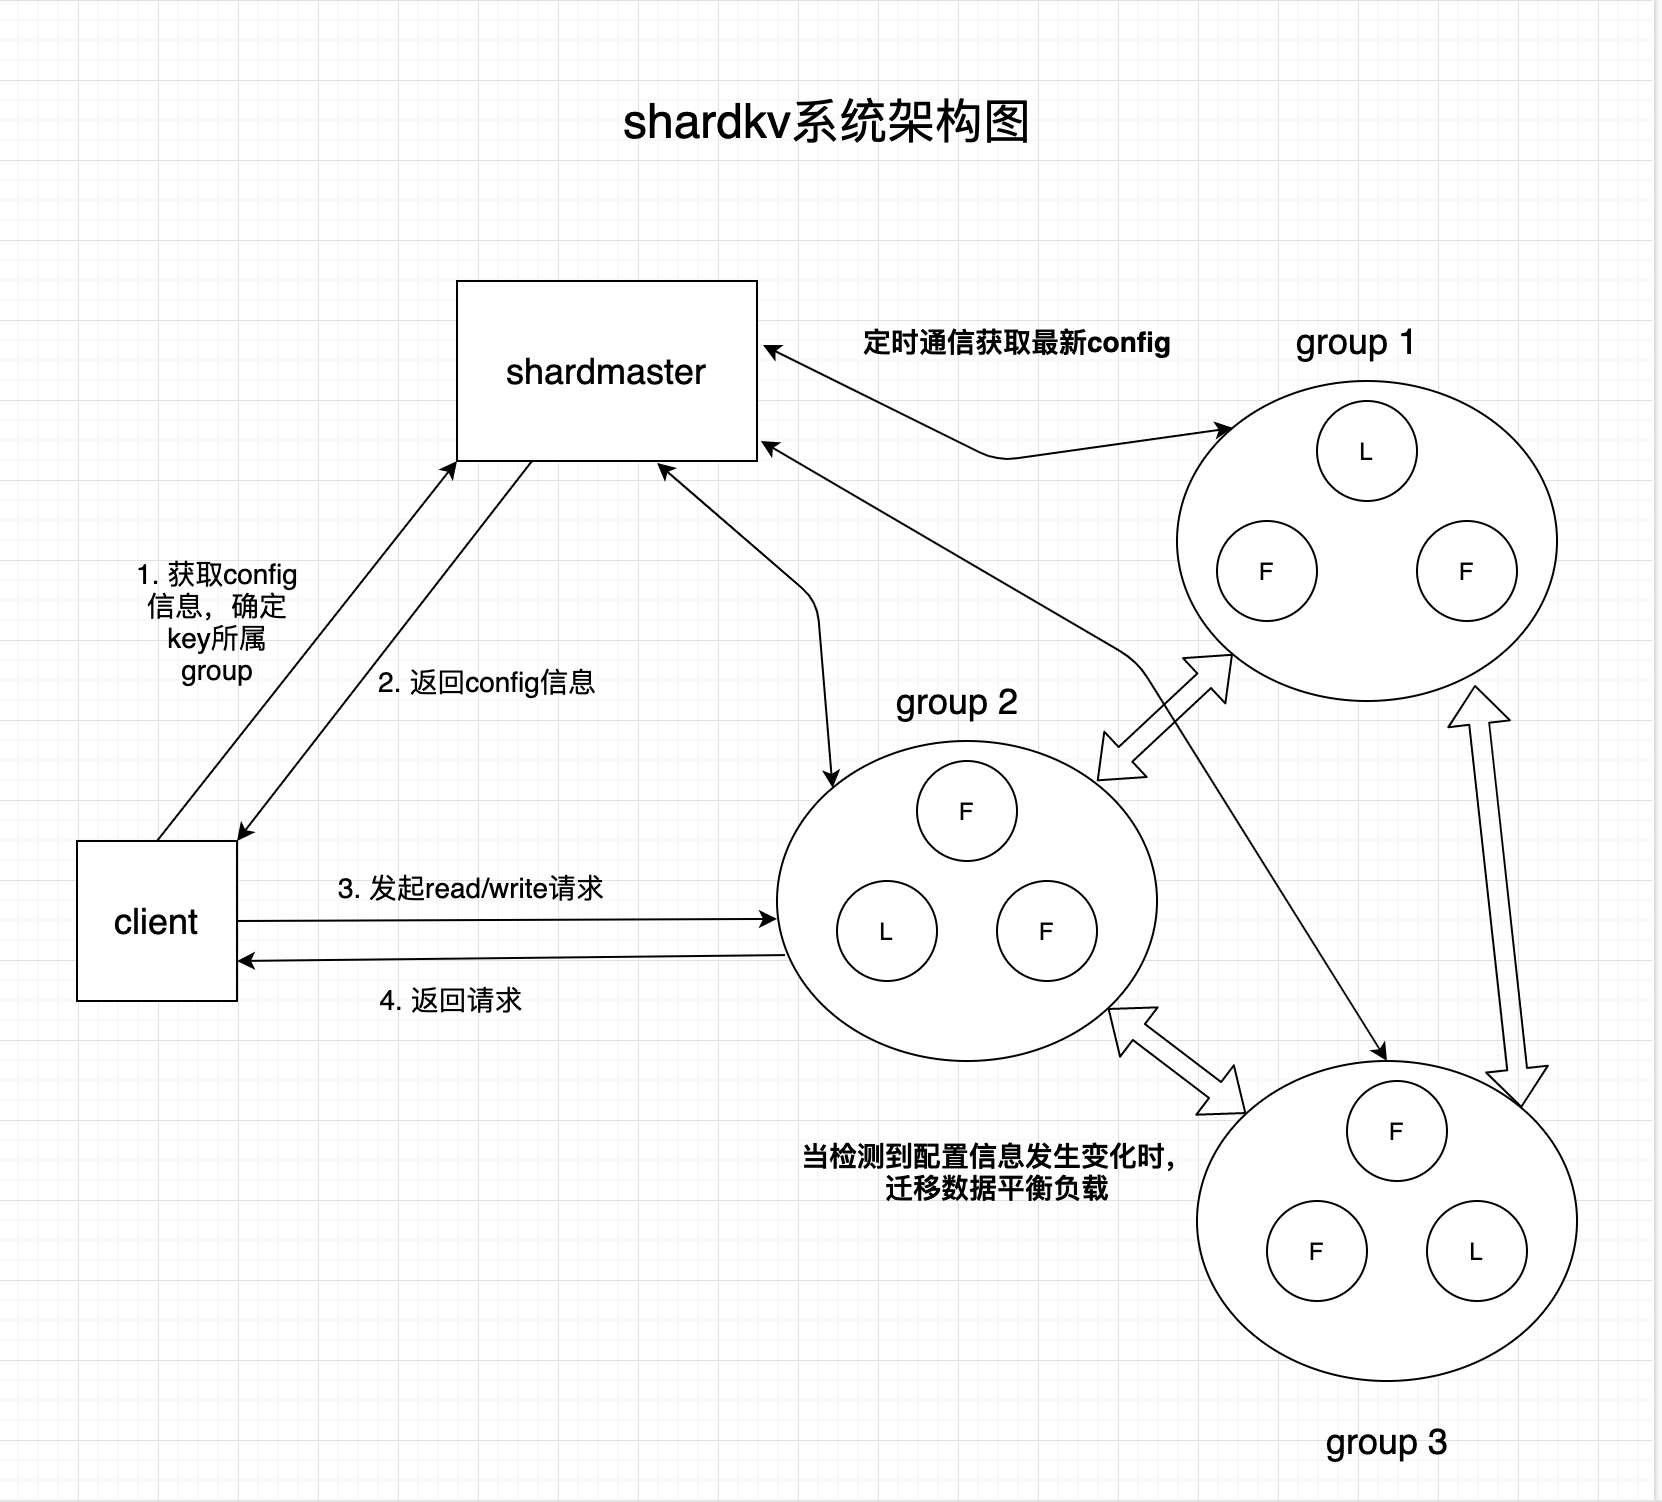 shardkv系统架构图
shardmaster
定时通信获取最新config
group 1
L
F
F
1. 获取config
信息，确定
key所属
group
2. 返回config信息
group 2
F
L
F
client
3. 发起read/write请求
4. 返回请求
当检测到配置信息发生变化时，
迁移数据平衡负载
F
F
L
group 3